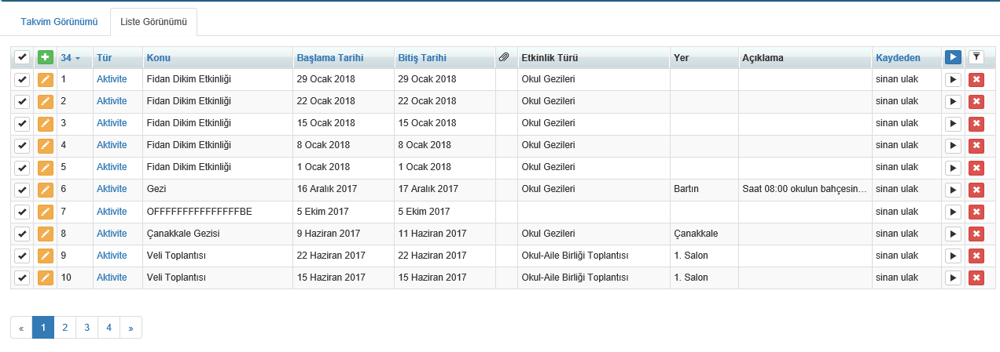 Takvim Görünümü Liste Görünümü
34 Tür Konu Başlama Tarihi Bitiş Tarihi Etkinlik Türü Yer Açıklama Kaydeden
1 Aktivite Fidan Dikim Etkinliği 29 Ocak 2018 29 Ocak 2018 Okul Gezileri sinan ulak
2 Aktivite Fidan Dikim Etkinliği 22 Ocak 2018 22 Ocak 2018 Okul Gezileri sinan ulak
3 Aktivite Fidan Dikim Etkinliği 15 Ocak 2018 15 Ocak 2018 Okul Gezileri sinan ulak
4 Aktivite Fidan Dikim Etkinliği 8 Ocak 2018 8 Ocak 2018 Okul Gezileri sinan ulak
5 Aktivite Fidan Dikim Etkinliği 1 Ocak 2018 1 Ocak 2018 Okul Gezileri sinan ulak
6 Aktivite Gezi 16 Aralık 2017 17 Aralık 2017 Okul Gezileri Bartın Saat 08:00 okulun bahçesin... sinan ulak
7 Aktivite OFFFFFFFFFFFFFFFBE 5 Ekim 2017 5 Ekim 2017 sinan ulak
8 Aktivite Çanakkale Gezisi 9 Haziran 2017 11 Haziran 2017 Okul Gezileri Çanakkale sinan ulak
9 Aktivite Veli Toplantısı 22 Haziran 2017 22 Haziran 2017 Okul-Aile Birliği Toplantısı 1. Salon sinan ulak
10 Aktivite Veli Toplantısı 15 Haziran 2017 15 Haziran 2017 Okul-Aile Birliği Toplantısı 1. Salon sinan ulak
« 1 2 3 4 »